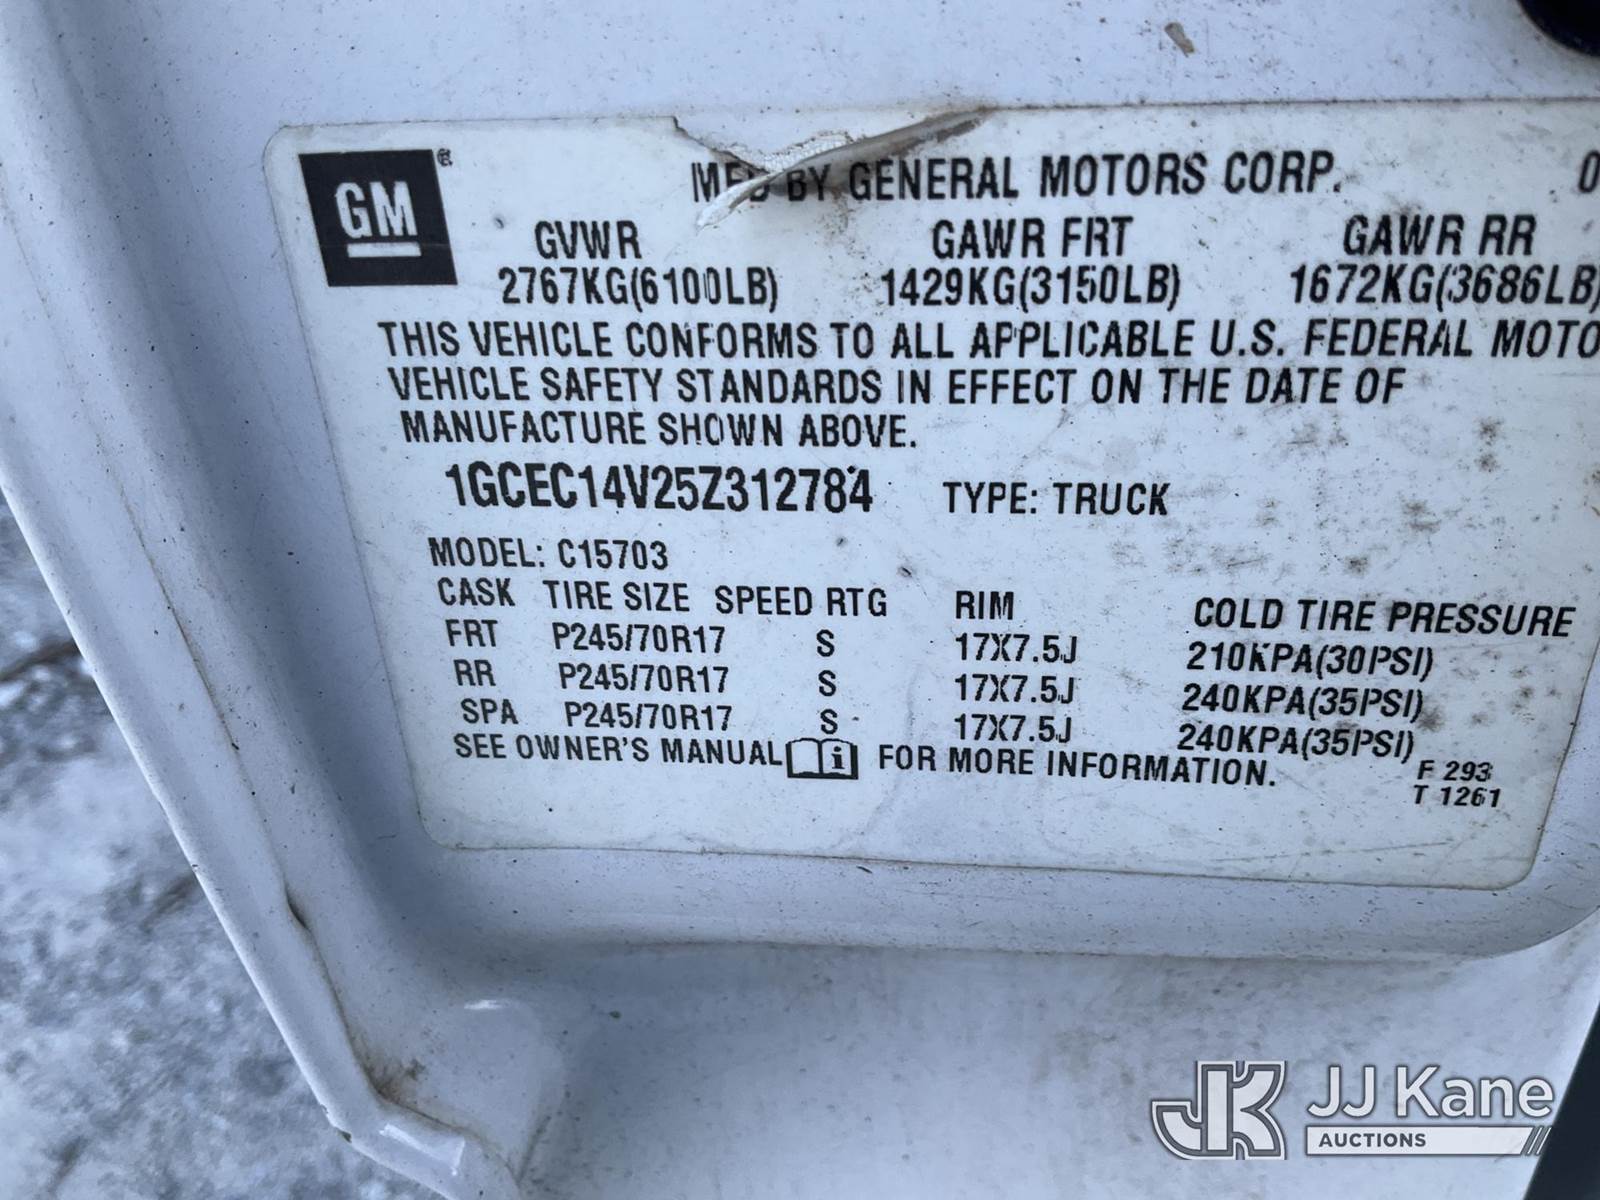 GM ®
MFD BY GENERAL MOTORS CORP. 0
GVWR GAWR FRT GAWR RR
2767KG(6100LB) 1429KG(3150LB) 1672KG(3686LB)
THIS VEHICLE CONFORMS TO ALL APPLICABLE U.S. FEDERAL MOTO
VEHICLE SAFETY STANDARDS IN EFFECT ON THE DATE OF
MANUFACTURE SHOWN ABOVE.
1GCEC14V25Z312784 TYPE: TRUCK
MODEL: C15703
CASK TIRE SIZE SPEED RTG RIM COLD TIRE PRESSURE
FRT P245/70R17 S 17X7.5J 210KPA(30PSI)
RR P245/70R17 S 17X7.5J 240KPA(35PSI)
SPA P245/70R17 S 17X7.5J 240KPA(35PSI)
SEE OWNER'S MANUAL i FOR MORE INFORMATION.
F 293
T 1261
JK JJ Kane
AUCTIONS